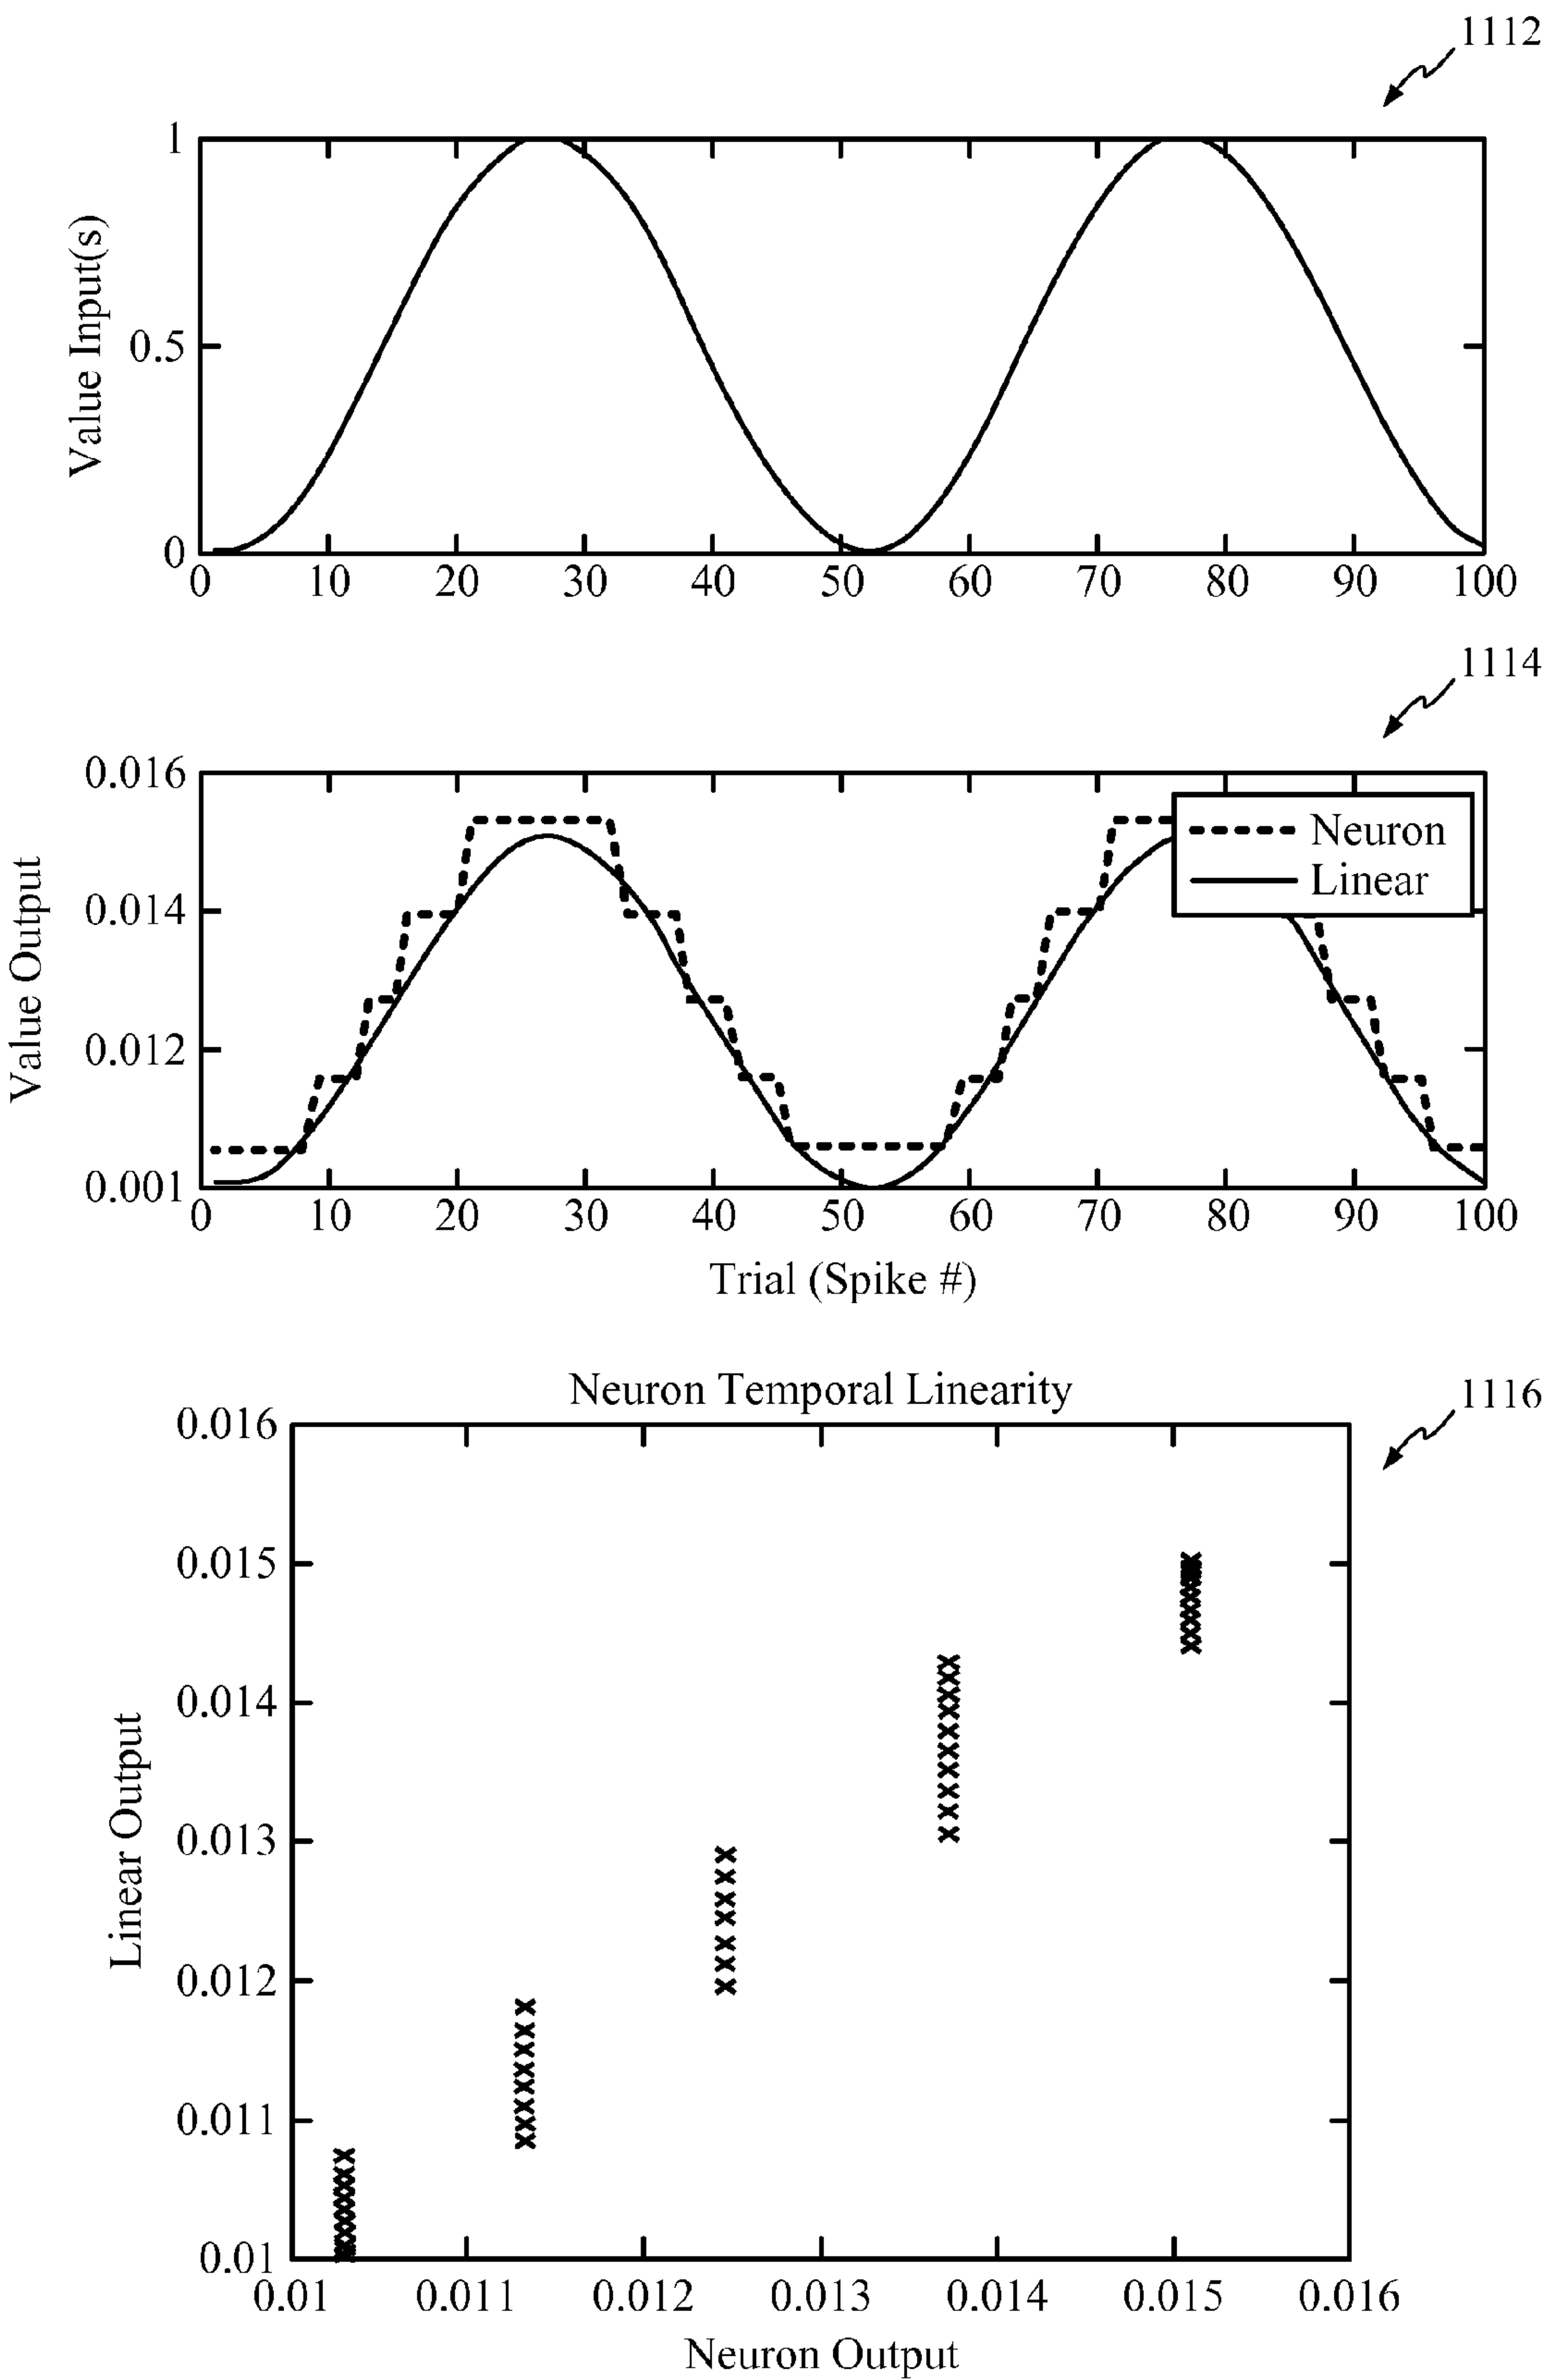 1112
1
Value Input(s)
0.5
0
0 10 20 30 40 50 60 70 80 90 100
1114
0.016
Neuron
Linear
0.014
Value Output
0.012
0.001
0 10 20 30 40 50 60 70 80 90 100
Trial (Spike #)
Neuron Temporal Linearity
1116
0.016
0.015
0.014
Linear Output
0.013
0.012
0.011
0.01
0.01 0.011 0.012 0.013 0.014 0.015 0.016
Neuron Output